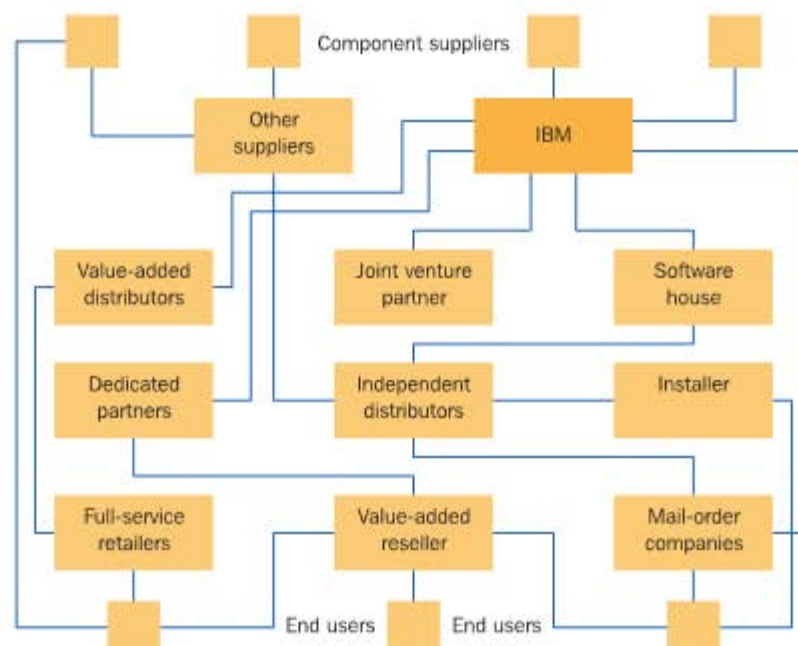 Component suppliers
Other
suppliers
IBM
Value-added
distributors
Joint venture
partner
Software
house
Dedicated
partners
Independent
distributors
Installer
Full-service
retailers
Value-added
reseller
Mail-order
companies
End users
End users